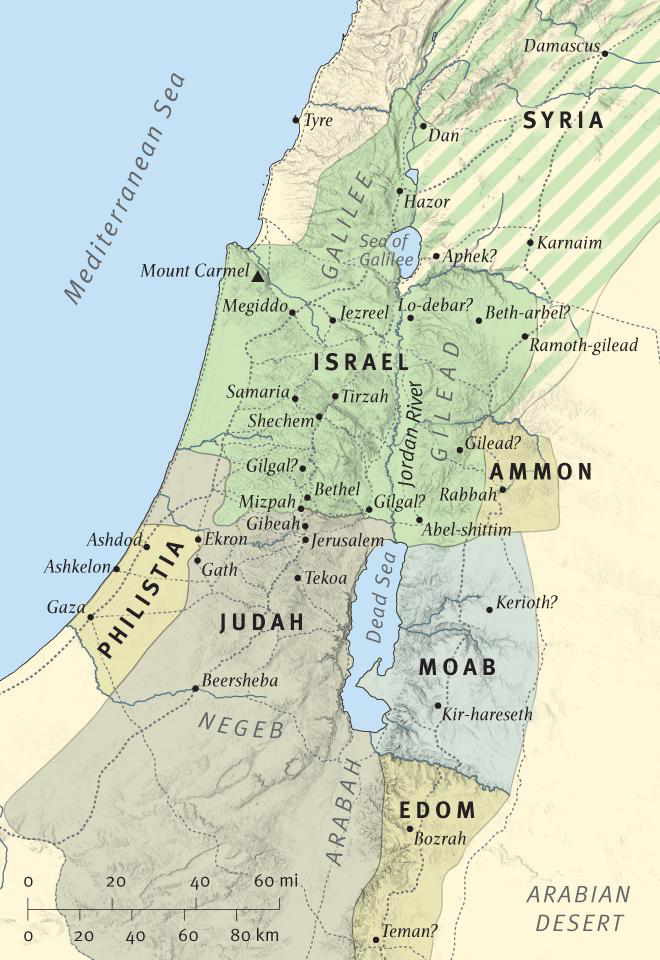 Damascus
SYRIA
Tyre
Dan
Mediterranean Sea
GALILEE
Hazor
Sea of
Galilee
Aphek?
Karnaim
Mount Carmel
Megiddo
Jezreel
Lo-debar?
Beth-arbel?
Ramoth-gilead
ISRAEL
GILEAD
Samaria
Tirzah
Shechem
Jordan River
Gilead?
AMMON
Gilgal?
Rabbah
Bethel
Mizpah
Gilgal?
Gibeah
Abel-shittim
Ashdod
Ekron
Jerusalem
Ashkelon
Gath
Tekoa
PHILISTIA
Dead Sea
Gaza
JUDAH
Kerioth?
MOAB
Beersheba
NEGEB
Kir-hareseth
ARABAH
EDOM
Bozrah
0 20 40 60 mi
0 20 40 60 80 km
ARABIAN
DESERT
Teman?